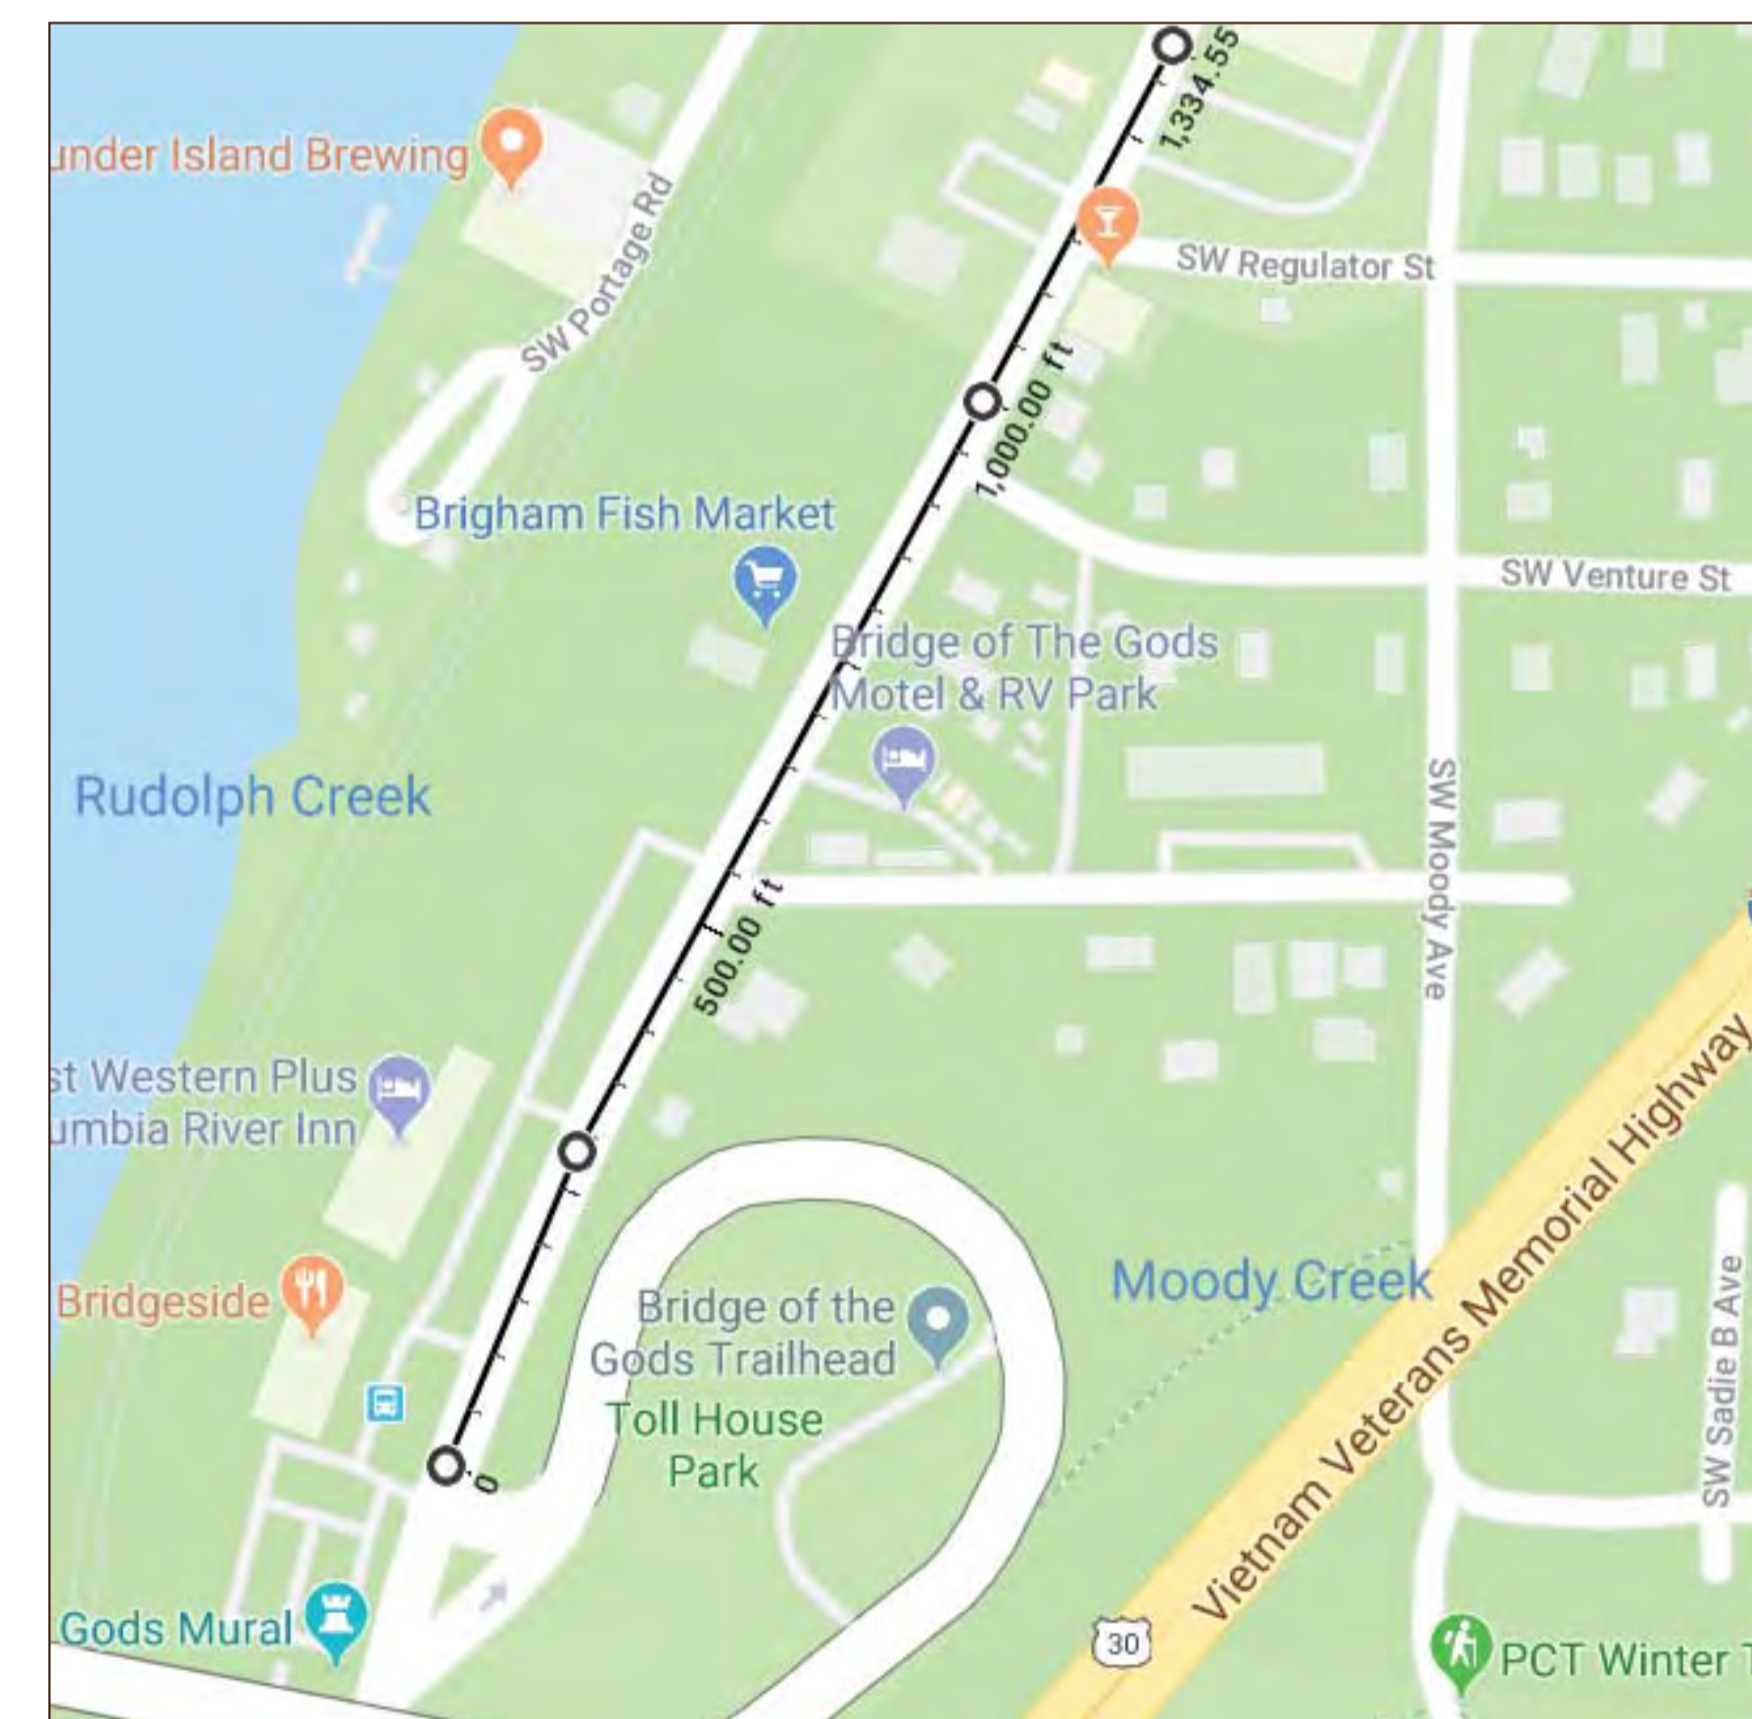 1,334.55
under Island Brewing
SW Portage Rd
SW Regulator St
1,000.00 ft
Brigham Fish Market
SW Venture St
Bridge of The Gods
Motel & RV Park
Rudolph Creek
SW Moody Ave
500.00 ft
st Western Plus
umbia River Inn
Moody Creek
Bridgeside
Bridge of the
Gods Trailhead
Toll House
Park
Vietnam Veterans Memorial Highway
SW Sadie B Ave
0
Gods Mural
30
PCT Winter T